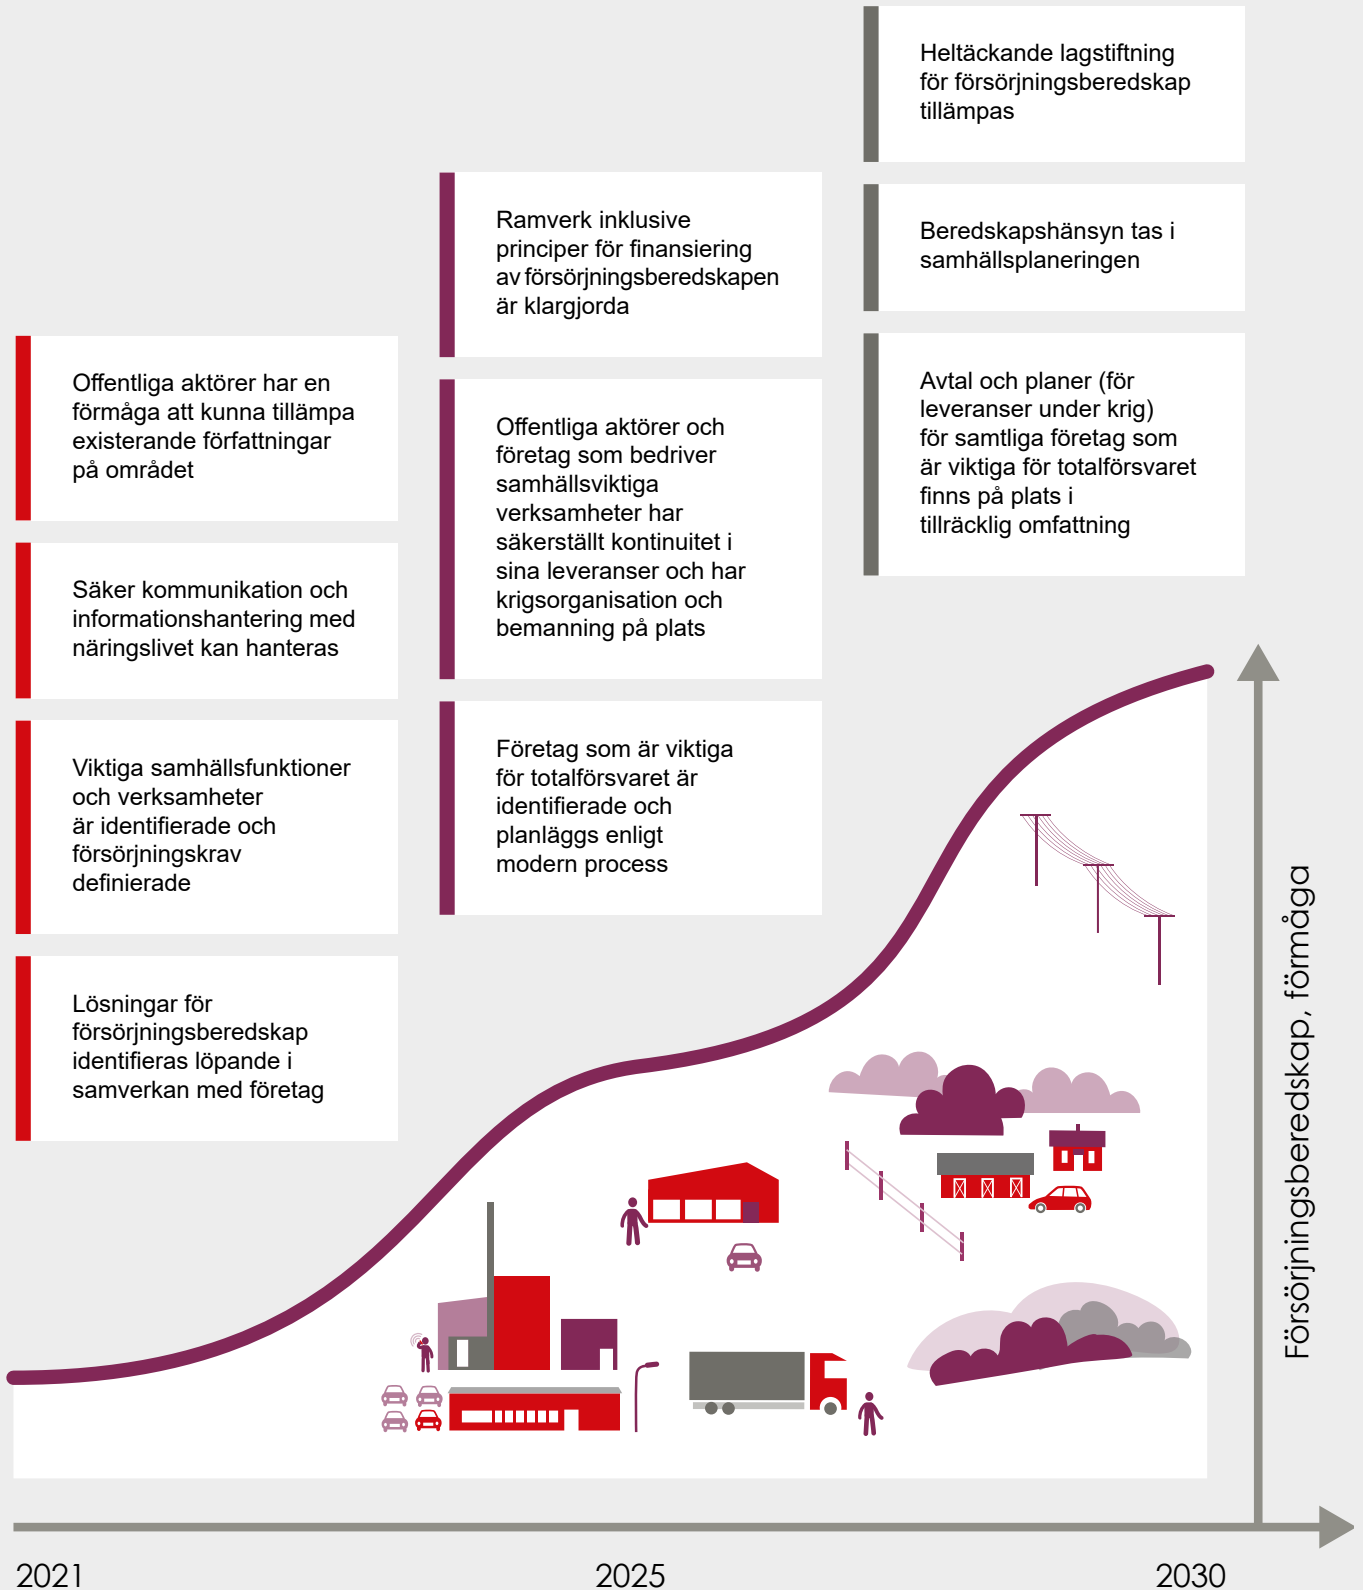 Offentliga aktörer har en
förmåga att kunna tillämpa
existerande författningar
på området
Säker kommunikation och
informationshantering med
näringslivet kan hanteras
Viktiga samhällsfunktioner
och verksamheter
är identifierade och
försörjningskrav
definierade
Lösningar för
försörjningsberedskap
identifieras löpande i
samverkan med företag
Ramverk inklusive
principer för finansiering
av försörjningsberedskapen
är klargjorda
Offentliga aktörer och
företag som bedriver
samhällsviktiga
verksamheter har
säkerställt kontinuitet i
sina leveranser och har
krigsorganisation och
bemanning på plats
Företag som är viktiga
för totalförsvaret är
identifierade och
planläggs enligt
modern process
Heltäckande lagstiftning
för försörjningsberedskap
tillämpas
Beredskapshänsyn tas i
samhällsplaneringen
Avtal och planer (för
leveranser under krig)
för samtliga företag som
är viktiga för totalförsvaret
finns på plats i
tillräcklig omfattning
Försörjningsberedskap, förmåga
2021
2025
2030